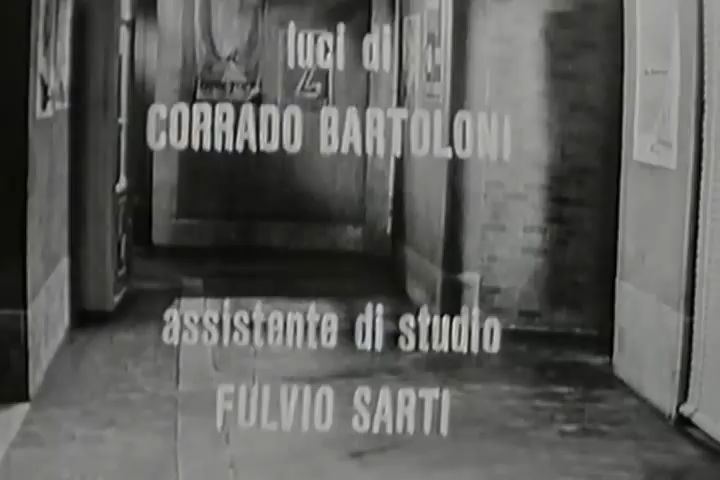 luci di
CORRADO BARTOLONI
assistente di studio
FULVIO SARTI